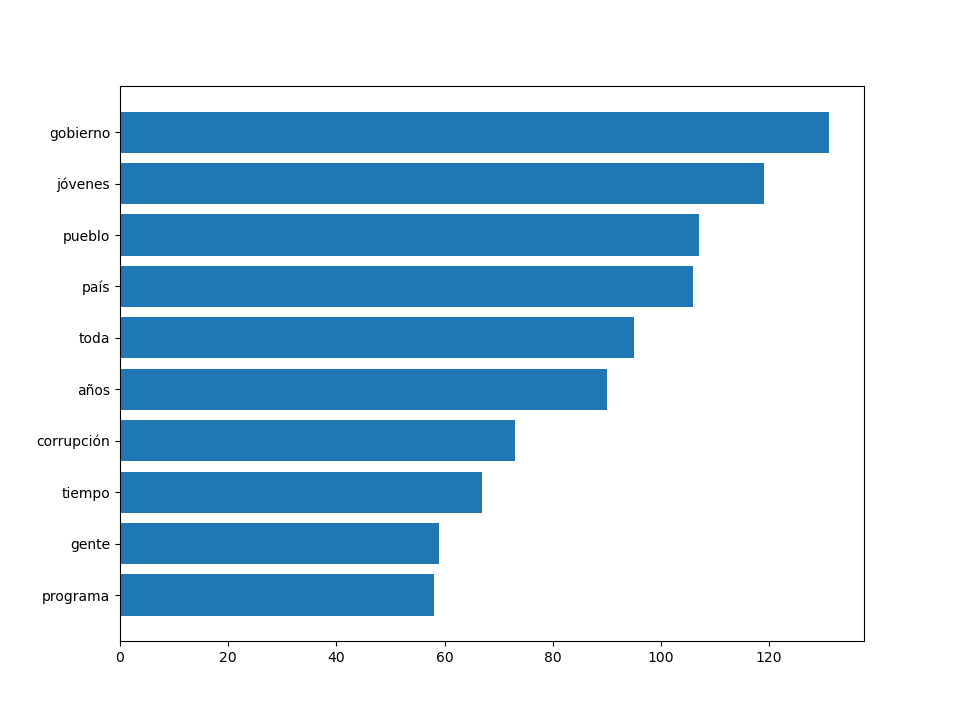 gobierno
jóvenes
pueblo
país
toda
años
corrupción
tiempo
gente
programa
0 20 40 60 80 100 120